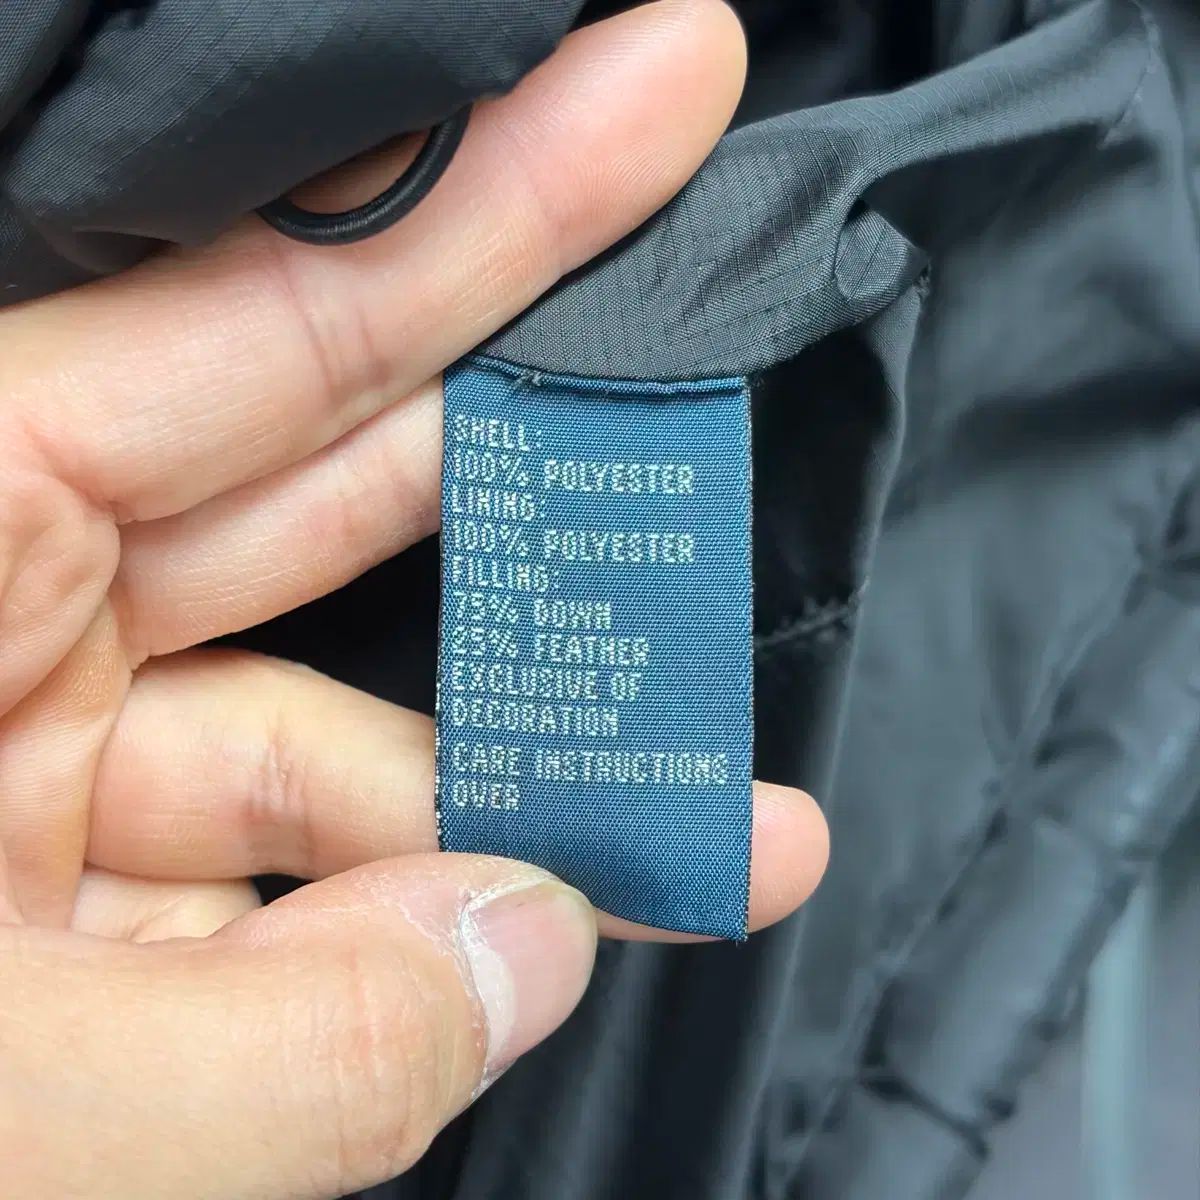 SHELL:
100% POLYESTER
LINING
100% POLYESTER
FILLING:
75% DOWN
25% FEATHER
EXCLUSIVE OF
DECORATION
CARE INSTRUCTIONS
OVER